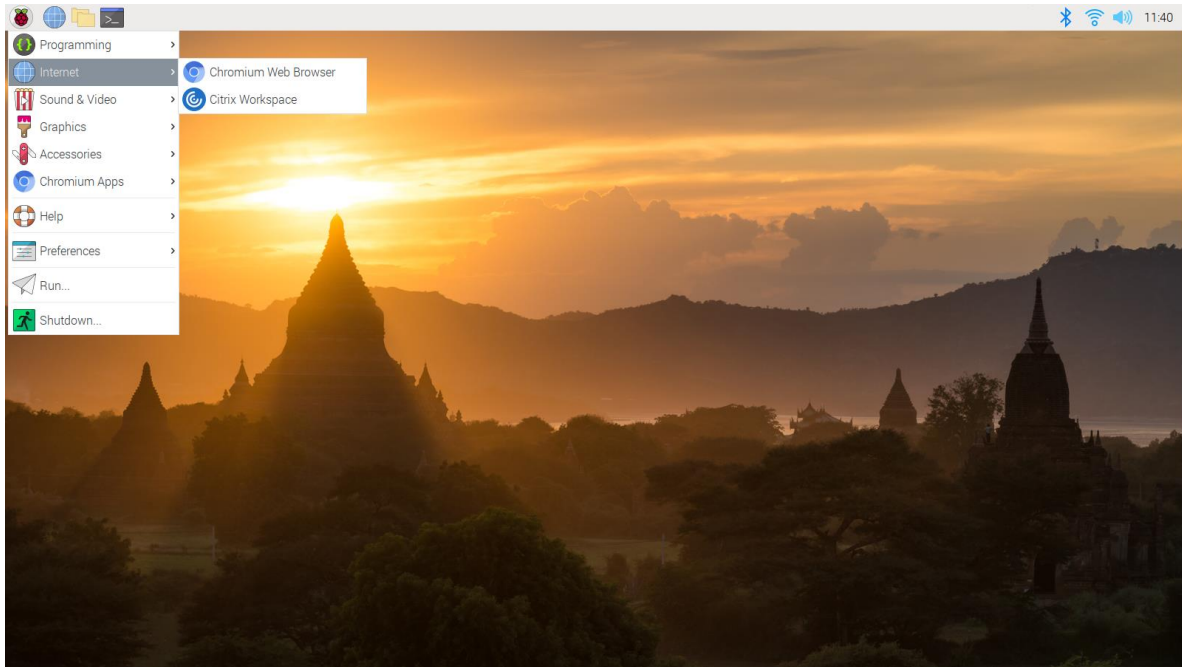 11:40
Programming
Internet
Chromium Web Browser
Sound & Video
Citrix Workspace
Graphics
Accessories
Chromium Apps
Help
Preferences
Run...
Shutdown...